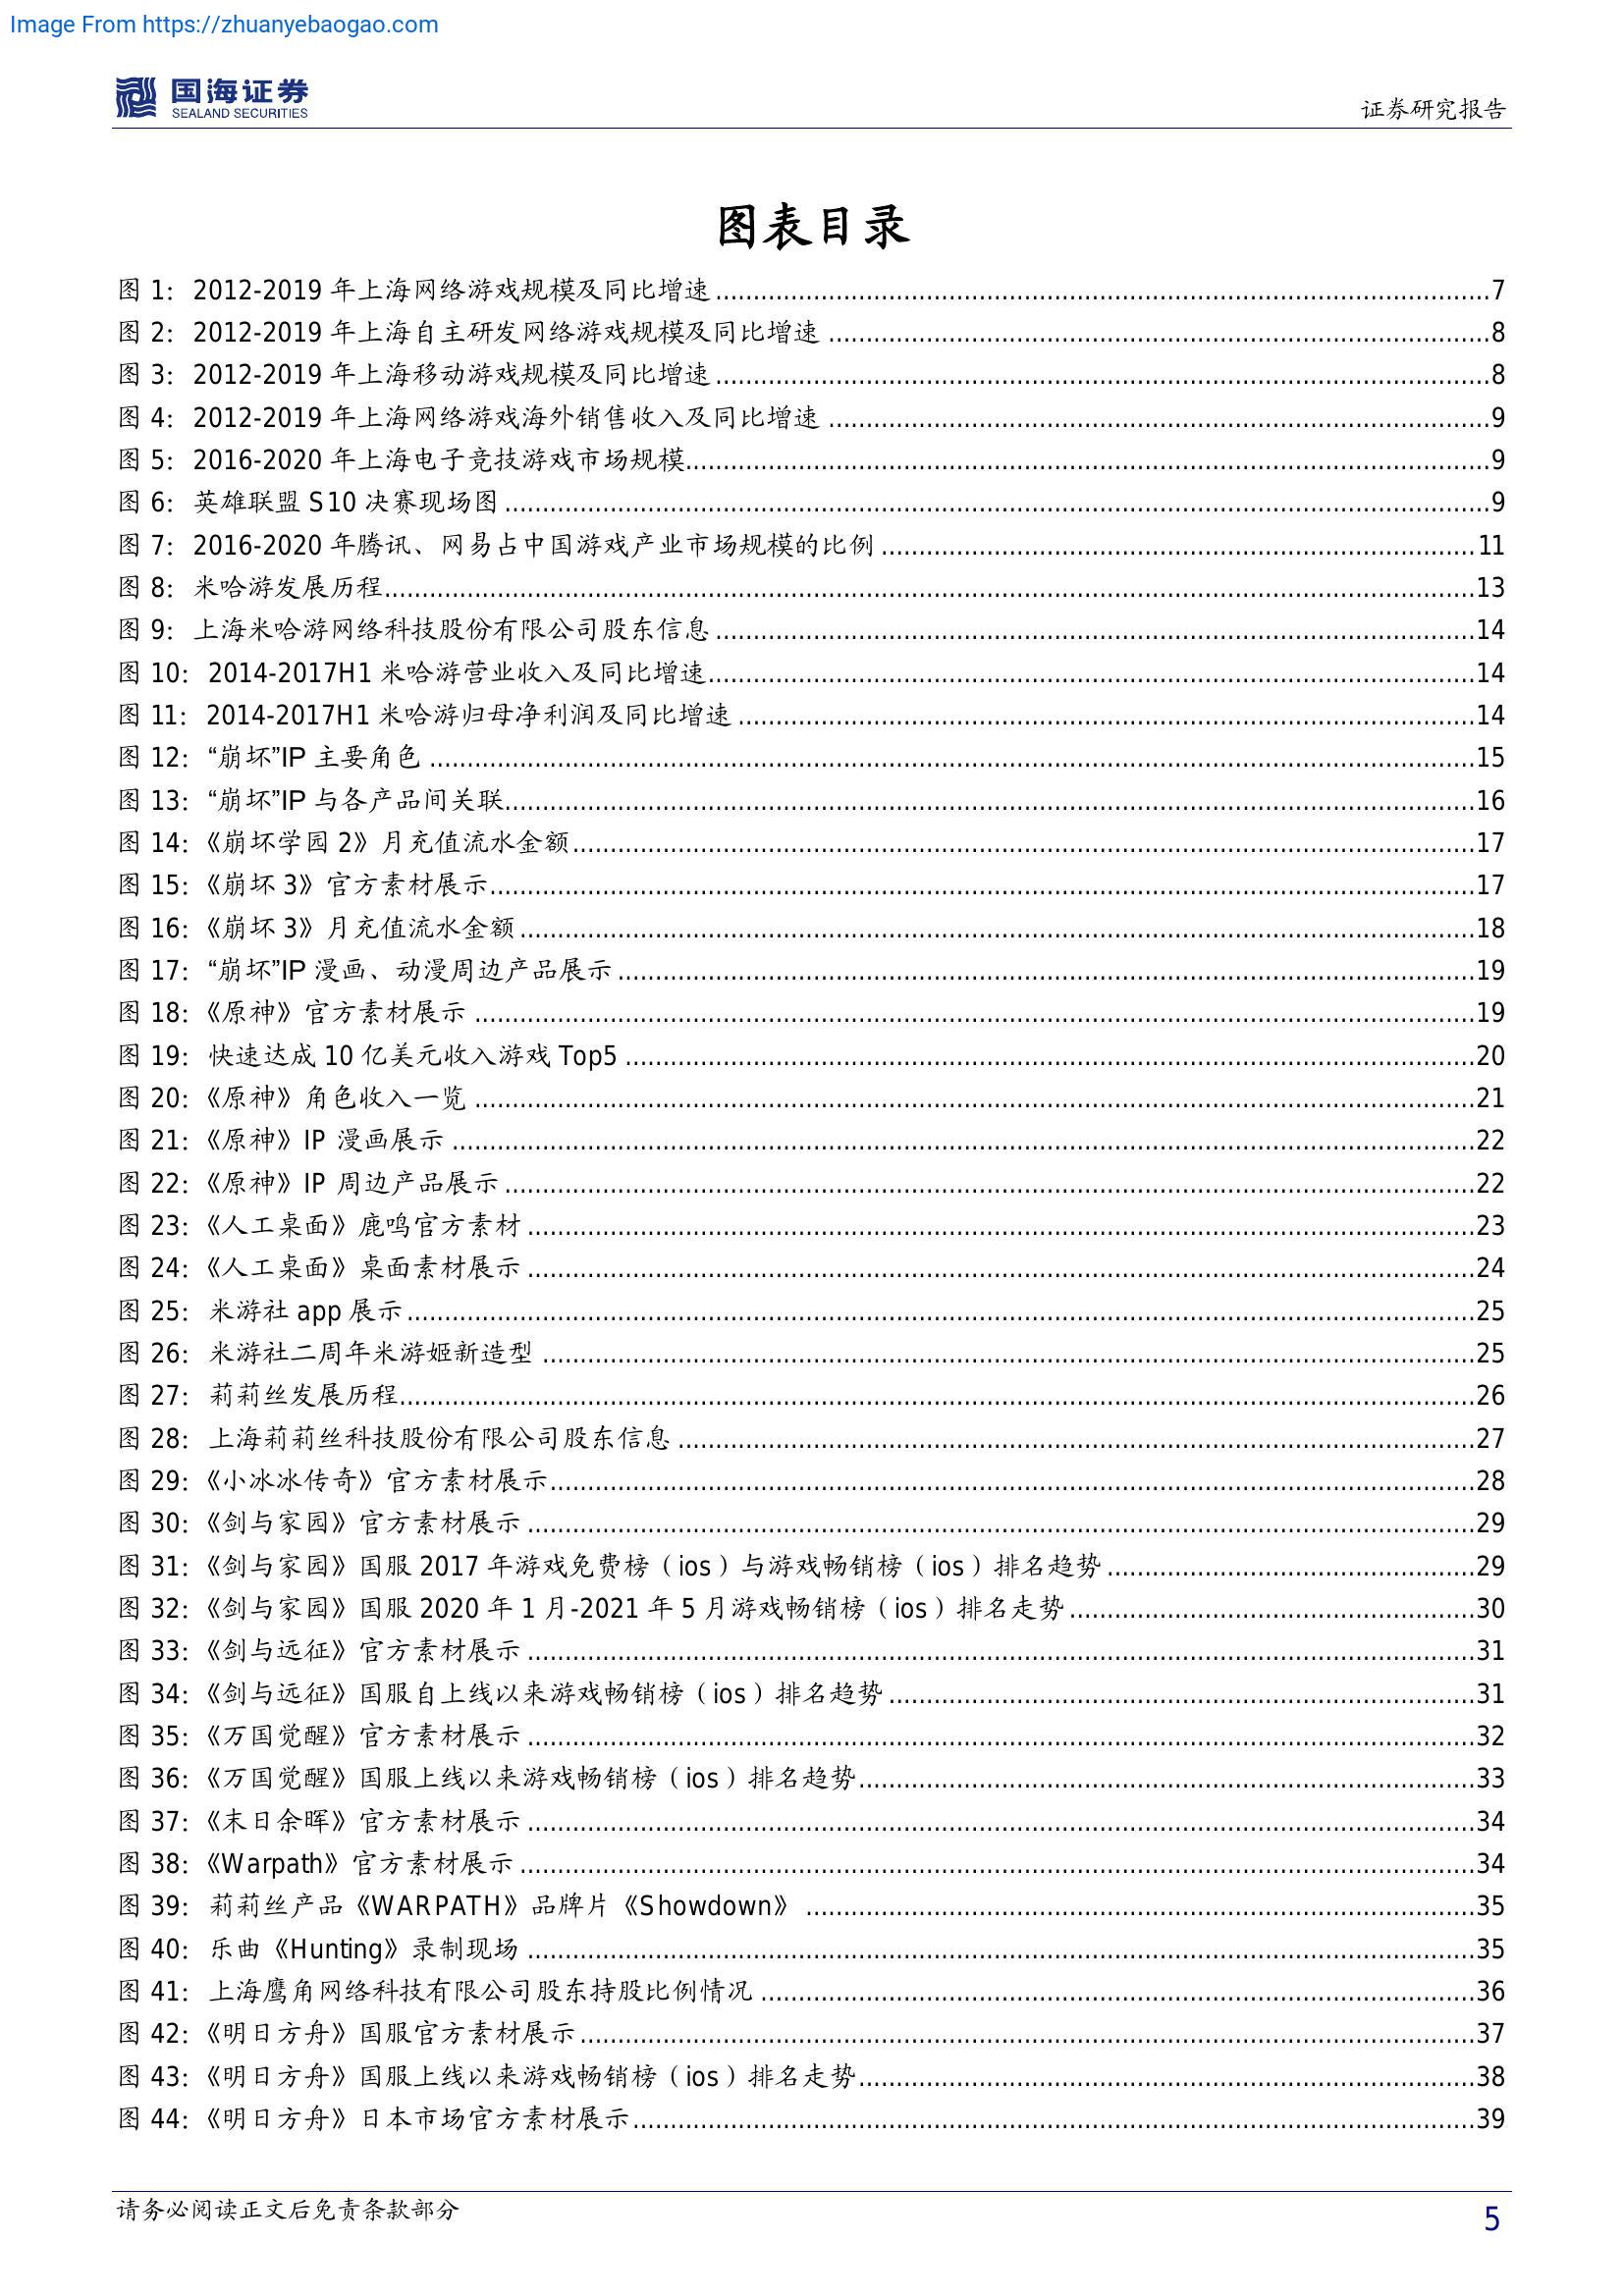 Image From https://zhuanyebaogao.com
国海证券
SEALAND SECURITIES
证券研究报告
图表目录
图 1: 2012-2019 年上海网络游戏规模及同比增速 ........ 7
图 2: 2012-2019 年上海自主研发网络游戏规模及同比增速 ........ 8
图 3: 2012-2019 年上海移动游戏规模及同比增速 ........ 8
图 4: 2012-2019 年上海网络游戏海外销售收入及同比增速 ........ 9
图 5: 2016-2020 年上海电子竞技游戏市场规模........ 9
图 6: 英雄联盟 S10 决赛现场图 ........ 9
图 7: 2016-2020 年腾讯、网易占中国游戏产业市场规模的比例 ........ 11
图 8: 米哈游发展历程........ 13
图 9: 上海米哈游网络科技股份有限公司股东信息 ........ 14
图 10: 2014-2017H1 米哈游营业收入及同比增速........ 14
图 11: 2014-2017H1 米哈游归母净利润及同比增速 ........ 14
图 12: “崩坏”IP 主要角色 ........ 15
图 13: “崩坏”IP 与各产品间关联........ 16
图 14:《崩坏学园 2》月充值流水金额........ 17
图 15:《崩坏 3》官方素材展示........ 17
图 16:《崩坏 3》月充值流水金额 ........ 18
图 17: “崩坏”IP 漫画、动漫周边产品展示 ........ 19
图 18:《原神》官方素材展示 ........ 19
图 19: 快速达成 10 亿美元收入游戏 Top5 ........ 20
图 20:《原神》角色收入一览 ........ 21
图 21:《原神》IP 漫画展示 ........ 22
图 22:《原神》IP 周边产品展示 ........ 22
图 23:《人工桌面》鹿鸣官方素材 ........ 23
图 24:《人工桌面》桌面素材展示 ........ 24
图 25: 米游社 app 展示 ........ 25
图 26: 米游社二周年米游姬新造型 ........ 25
图 27: 莉莉丝发展历程........ 26
图 28: 上海莉莉丝科技股份有限公司股东信息 ........ 27
图 29:《小冰冰传奇》官方素材展示........ 28
图 30:《剑与家园》官方素材展示 ........ 29
图 31:《剑与家园》国服 2017 年游戏免费榜（ios）与游戏畅销榜（ios）排名趋势 ........ 29
图 32:《剑与家园》国服 2020 年 1 月-2021 年 5 月游戏畅销榜（ios）排名走势 ........ 30
图 33:《剑与远征》官方素材展示 ........ 31
图 34:《剑与远征》国服自上线以来游戏畅销榜（ios）排名趋势 ........ 31
图 35:《万国觉醒》官方素材展示 ........ 32
图 36:《万国觉醒》国服上线以来游戏畅销榜（ios）排名趋势........ 33
图 37:《末日余晖》官方素材展示 ........ 34
图 38:《Warpath》官方素材展示 ........ 34
图 39: 莉莉丝产品《WARPATH》品牌片《Showdown》 ........ 35
图 40: 乐曲《Hunting》录制现场 ........ 35
图 41: 上海鹰角网络科技有限公司股东持股比例情况 ........ 36
图 42:《明日方舟》国服官方素材展示 ........ 37
图 43:《明日方舟》国服上线以来游戏畅销榜（ios）排名走势........ 38
图 44:《明日方舟》日本市场官方素材展示........ 39
请务必阅读正文后免责条款部分
5